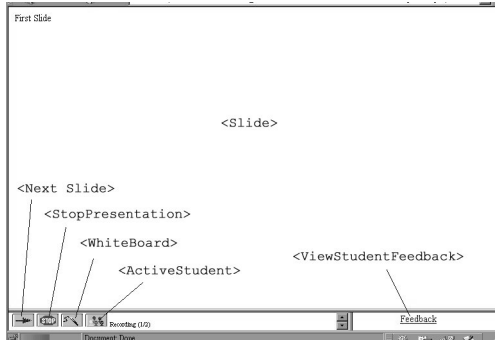 First Slide
<Slide>
<Next Slide>
<StopPresentation>
<WhiteBoard>
<ViewStudentFeedback>
<ActiveStudent>
Recording (1/2)
Feedback
Document: Done